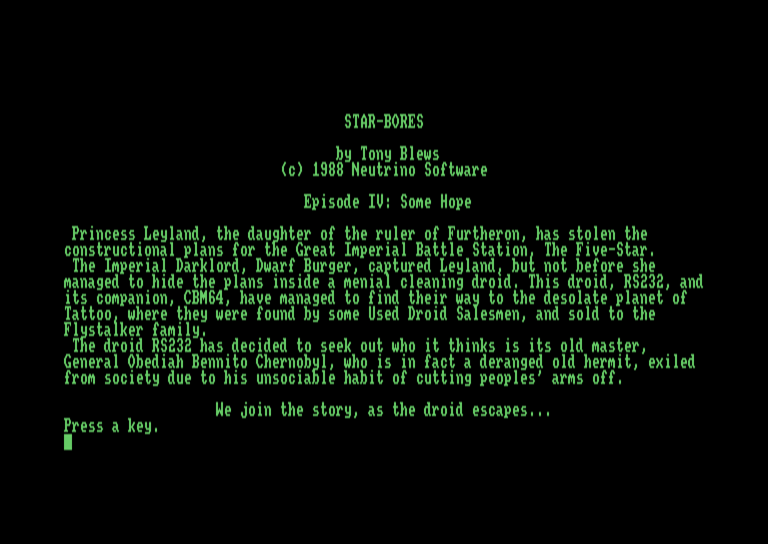 STAR-BORES
by Tony Blews
(c) 1988 Neutrino Software
Episode IV: Some Hope
Princess Leyland, the daughter of the ruler of Furtheron, has stolen the
constructional plans for the Great Imperial Battle Station, The Five-Star.
The Imperial Darklord, Dwarf Burger, captured Leyland, but not before she
managed to hide the plans inside a menial cleaning droid. This droid, RS232, and
its companion, CBM64, have managed to find their way to the desolate planet of
Tattoo, where they were found by some Used Droid Salesmen, and sold to the
Flystalker family.
The droid RS232 has decided to seek out who it thinks is its old master,
General Obediah Bennito Chernobyl, who is in fact a deranged old hermit, exiled
from society due to his unsociable habit of cutting peoples' arms off.
We join the story, as the droid escapes...
Press a key.